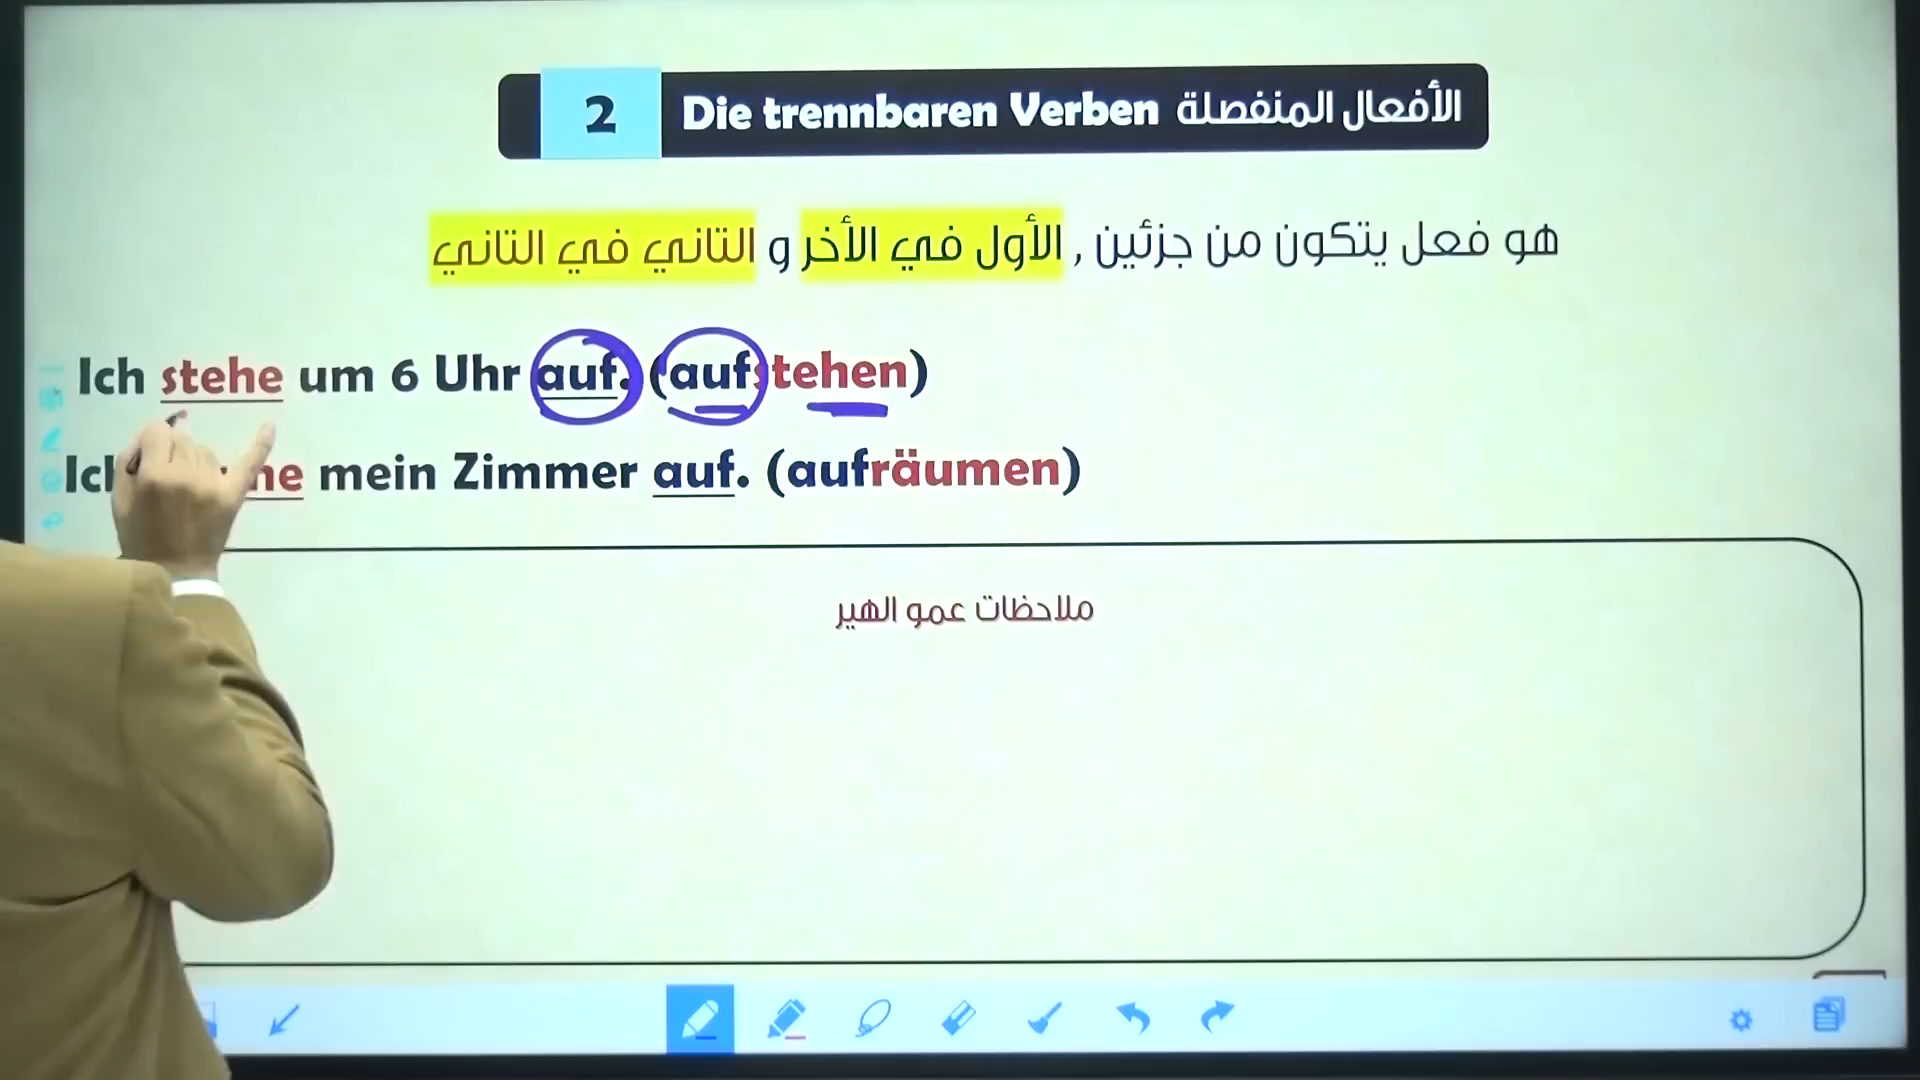 2 Die trennbaren Verben الأفعال المنفصلة
هو فعل يتكون من جزئين , الأول في الأخر و التاني في التاني
Ich stehe um 6 Uhr auf. (aufstehen)
mein Zimmer auf. (aufräumen)
ملاحظات عمو الهير